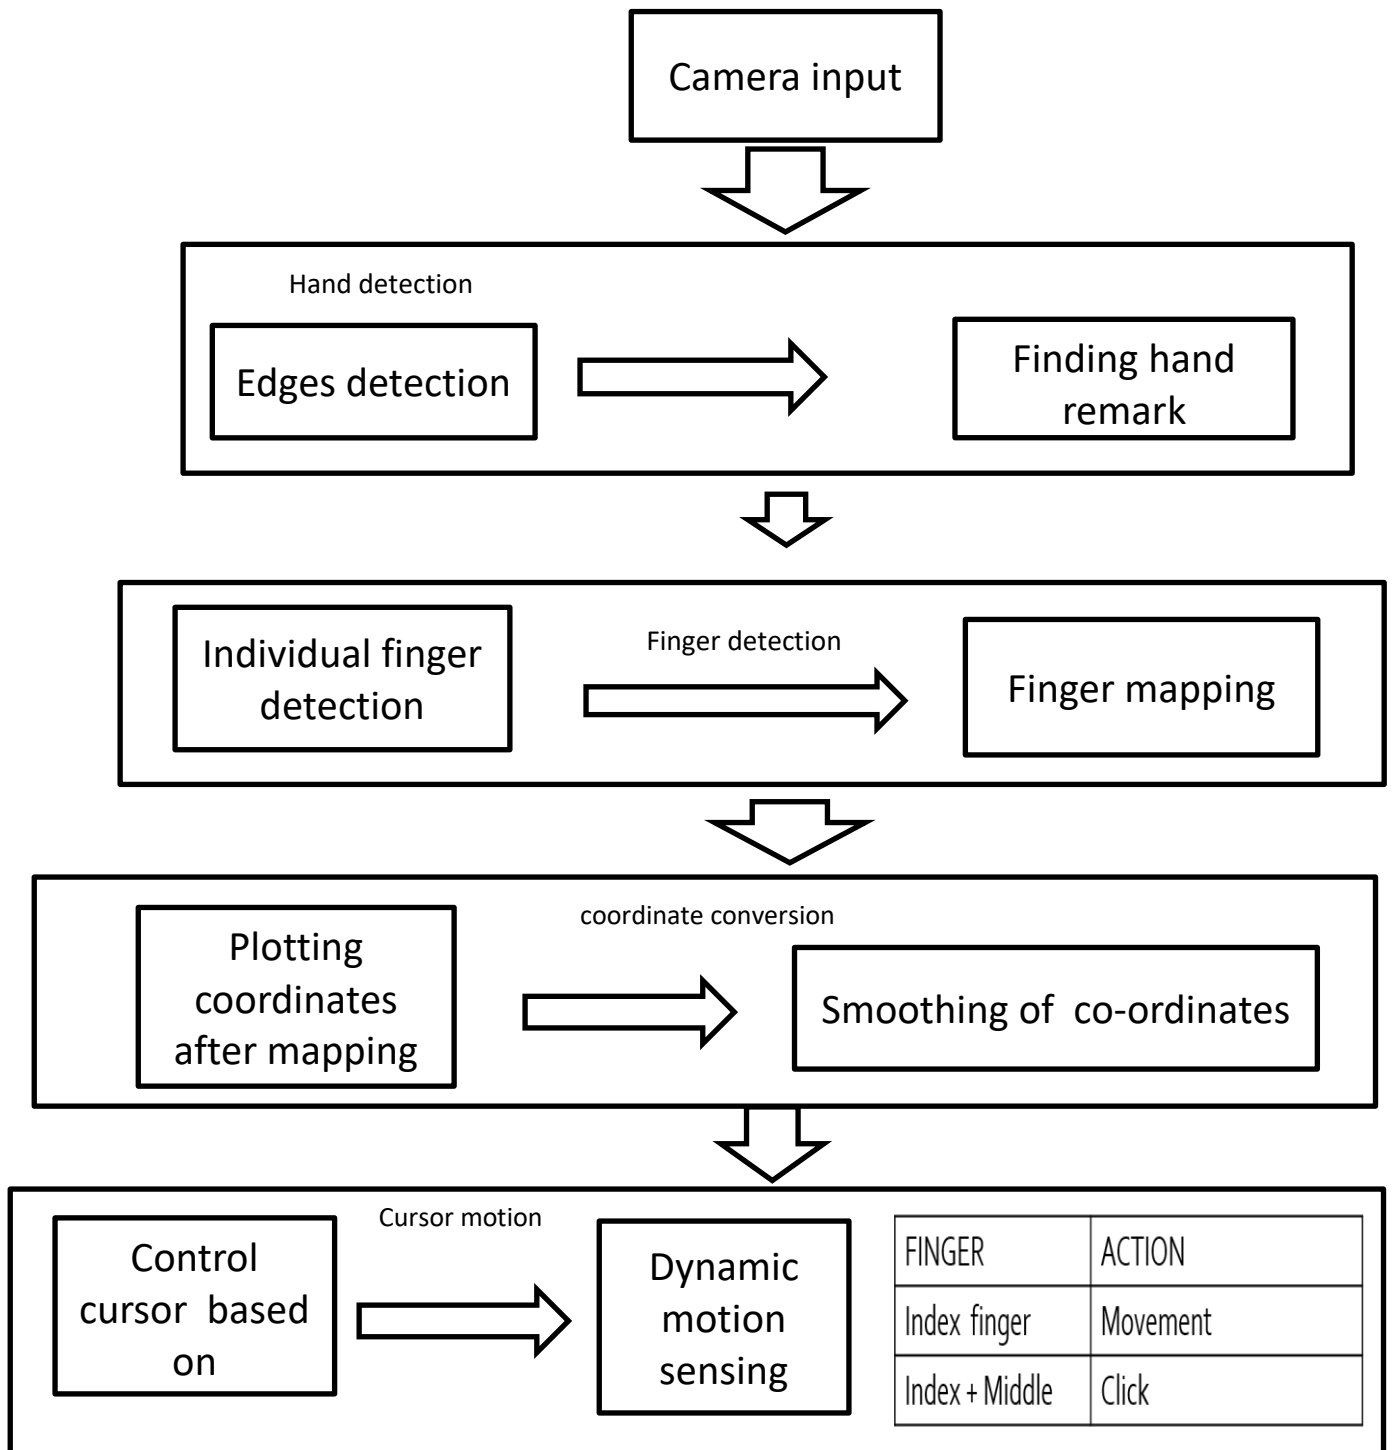 Camera input
Hand detection
Edges detection
Finding hand
remark
Individual finger
detection
Finger detection
Finger mapping
coordinate conversion
Plotting
coordinates
after mapping
Smoothing of  co-ordinates
Cursor motion
Control
cursor  based
on
Dynamic
motion
sensing
FINGER ACTION
Index finger Movement
Index + Middle Click